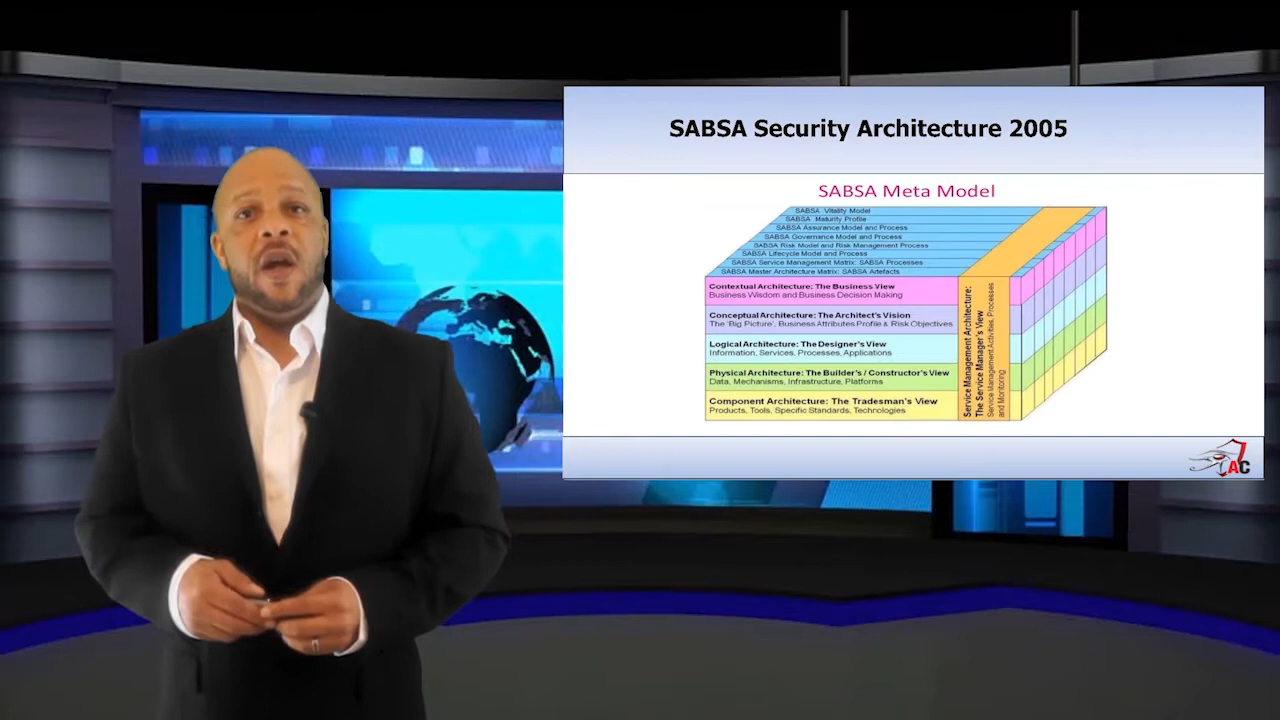 SABSA Security Architecture 2005
SABSA Meta Model
SABSA Vitality Model
SABSA Maturity Profile
SABSA Assurance Model and Process
SABSA Governance Model and Process
SABSA Risk Model and Risk Management Process
SABSA Lifecycle Model and Process
SABSA Service Management Matrix: SABSA Processes
SABSA Master Architecture Matrix: SABSA Artefacts
Contextual Architecture: The Business View
Business Wisdom and Business Decision Making
Conceptual Architecture: The Architect's Vision
The 'Big Picture', Business Attributes Profile & Risk Objectives
Logical Architecture: The Designer's View
Information, Services, Processes, Applications
Physical Architecture: The Builder's / Constructor's View
Data, Mechanisms, Infrastructure, Platforms
Component Architecture: The Tradesman's View
Products, Tools, Specific Standards, Technologies
Service Management Architecture:
The Service Manager's View
Service Management Activities, Processes
and Monitoring
AC